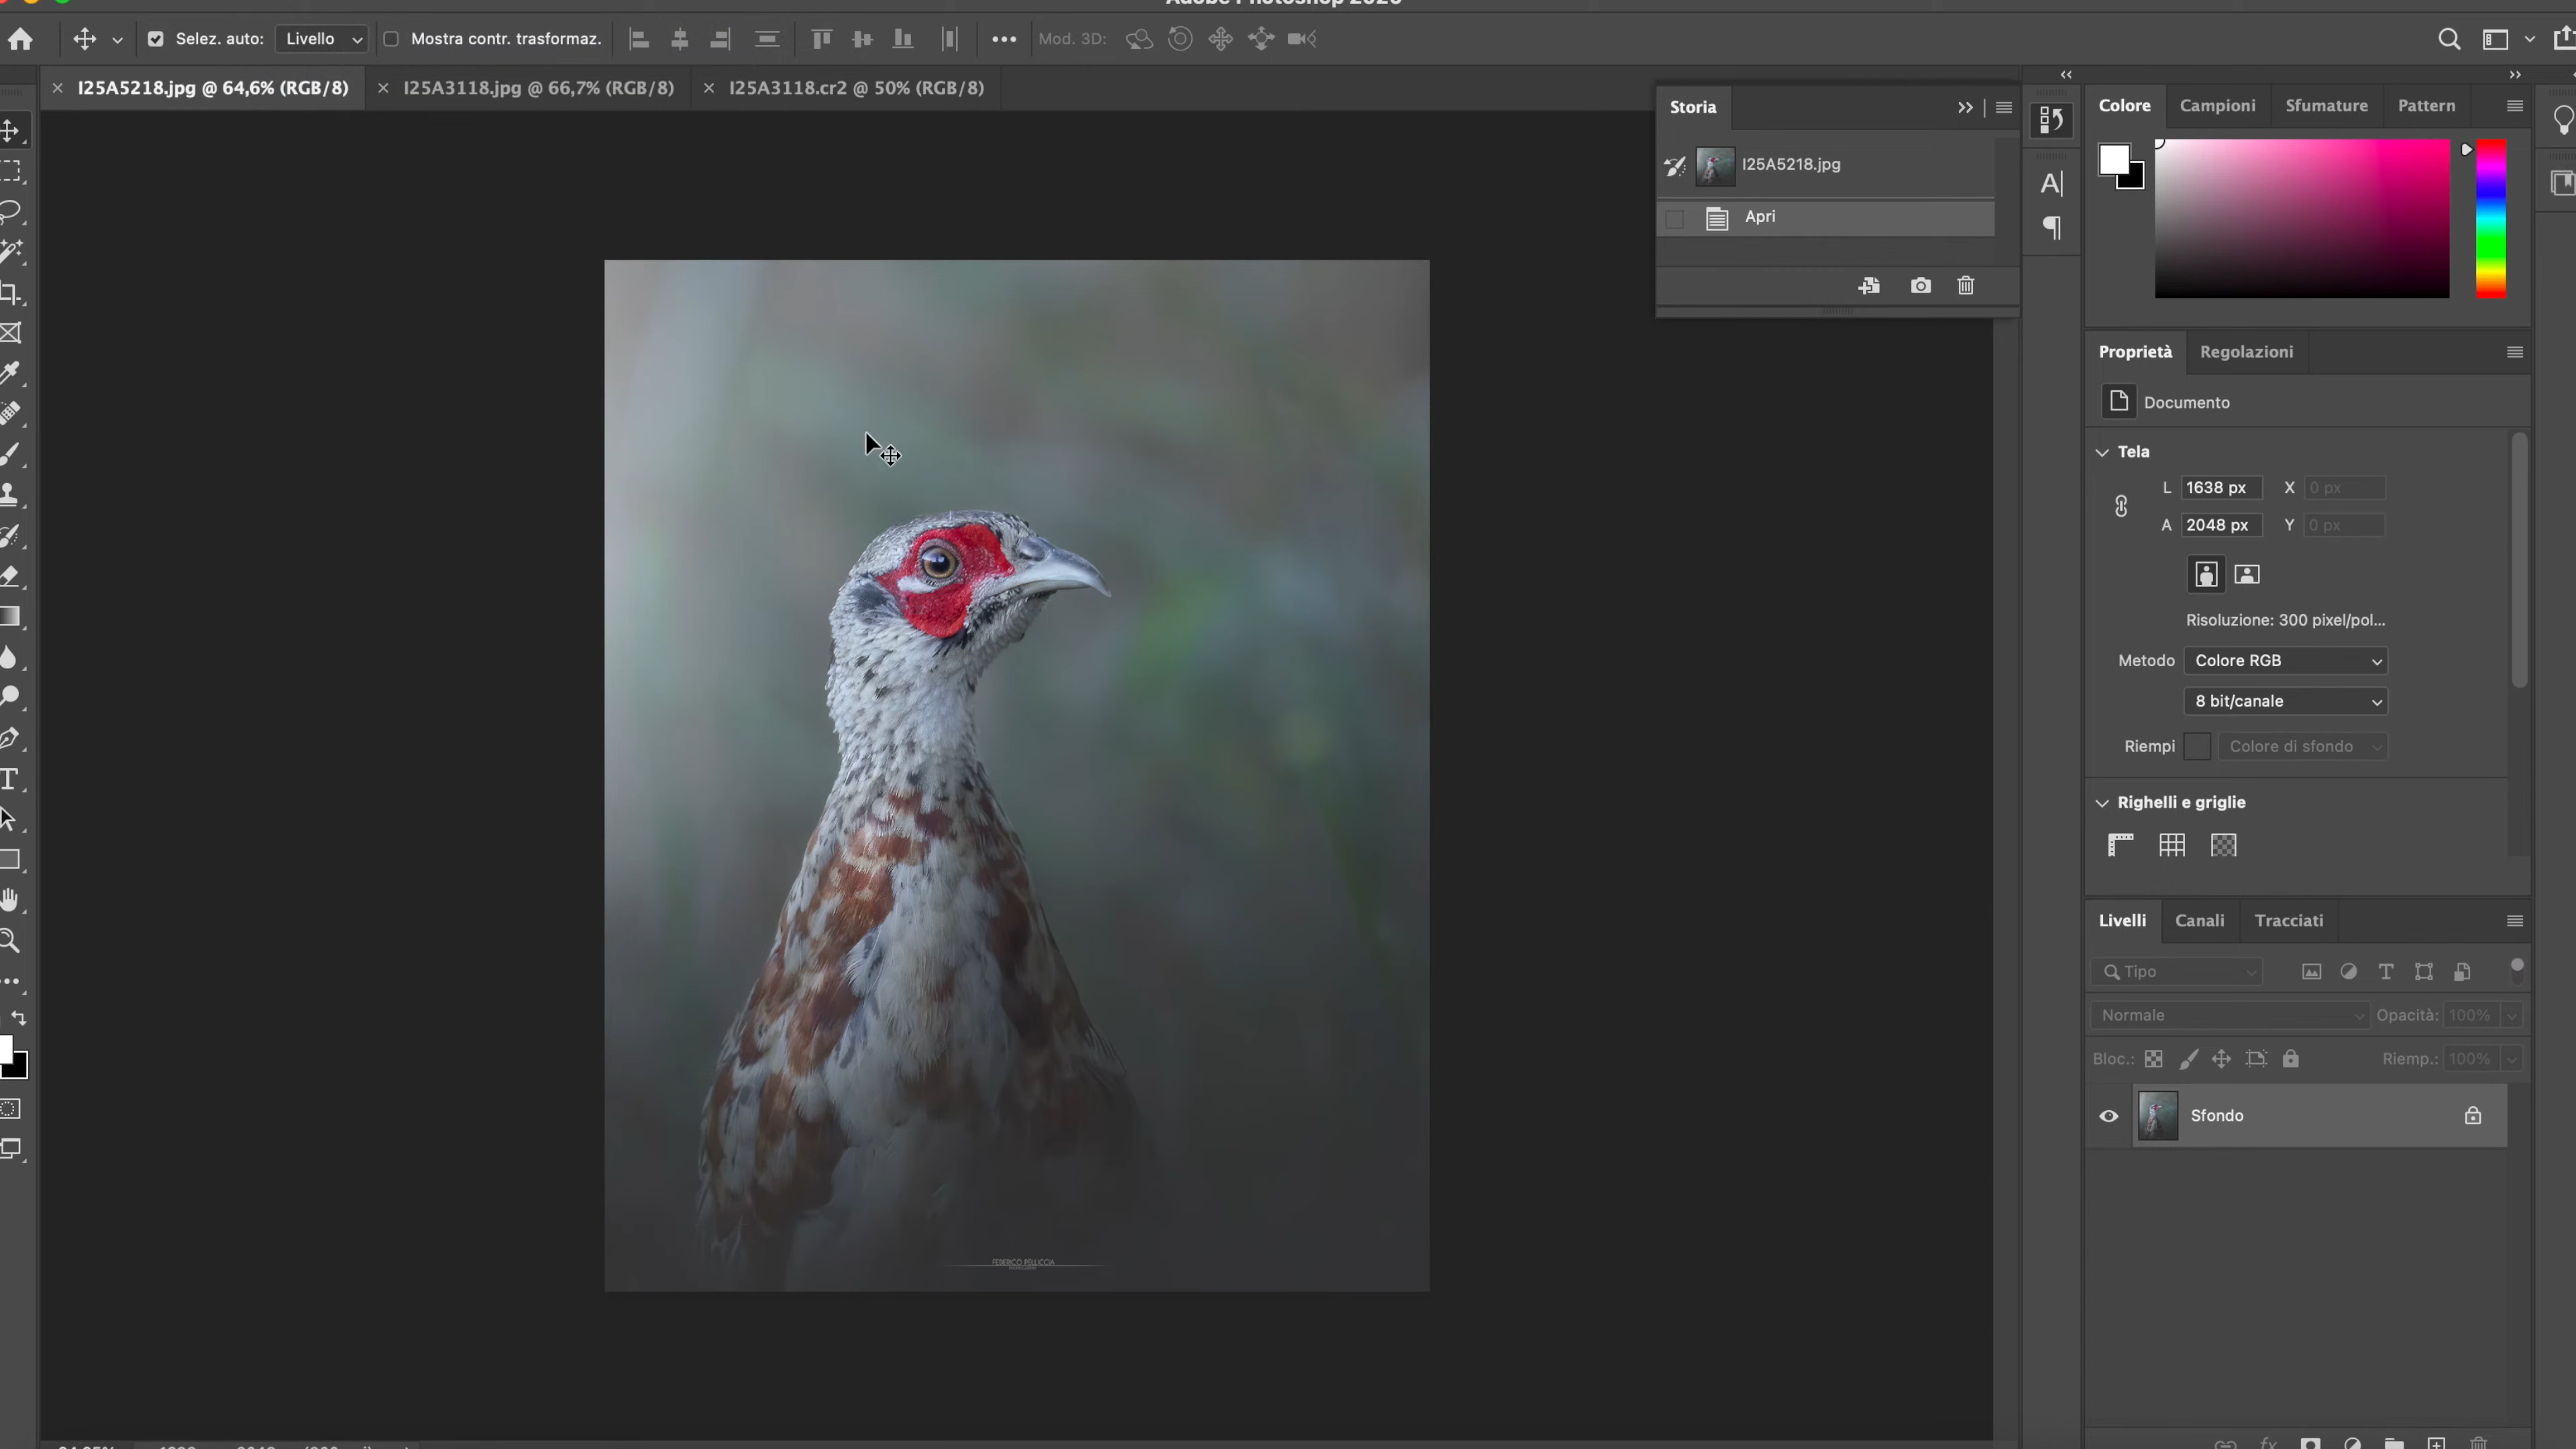 Selez. auto: Livello Mostra contr. trasformaz. Mod. 3D:
I25A5218.jpg @ 64,6% (RGB/8) I25A3118.jpg @ 66,7% (RGB/8) I25A3118.cr2 @ 50% (RGB/8)
Storia
I25A5218.jpg
Apri
Colore Campioni Sfumature Pattern
Proprietà Regolazioni
Documento
Tela
L 1638 px X 0 px
A 2048 px Y 0 px
Risoluzione: 300 pixel/pol...
Metodo Colore RGB
8 bit/canale
Riempi Colore di sfondo
Righelli e griglie
Livelli Canali Tracciati
Tipo
Normale Opacità: 100%
Bloc.: Riemp.: 100%
Sfondo
FEDERICO PELLICCIA